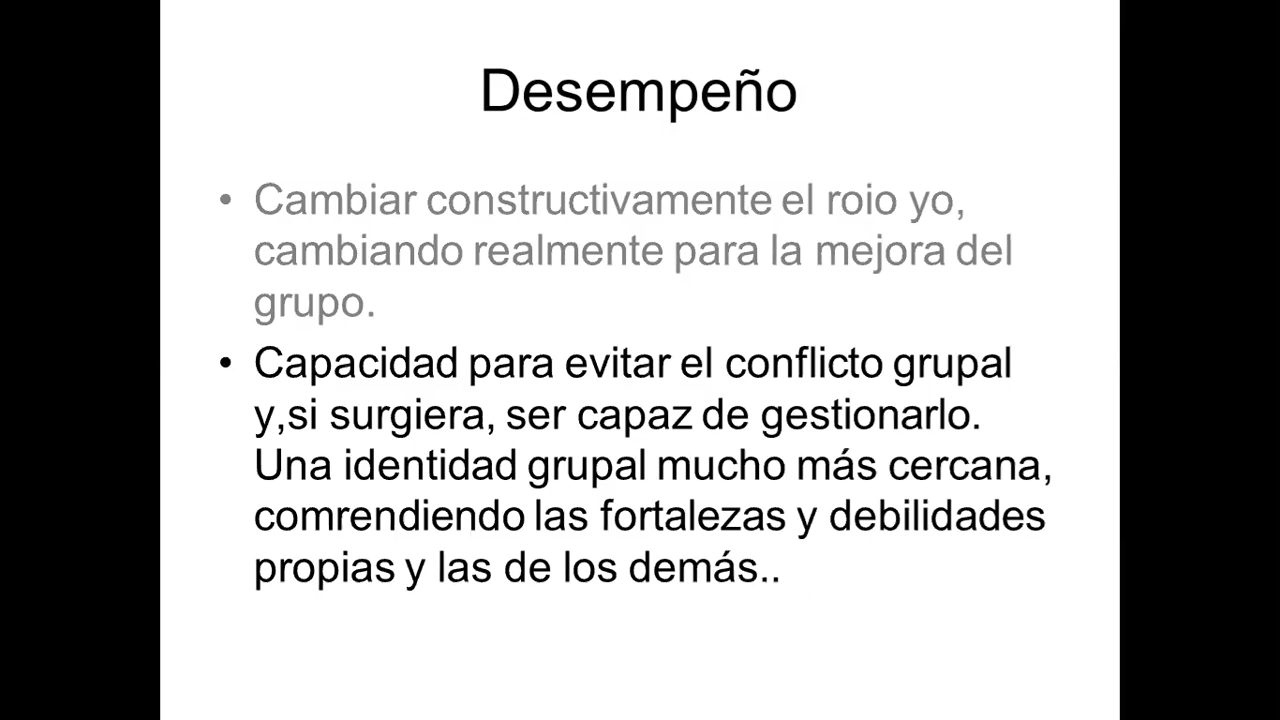 Desempeño
• Cambiar constructivamente el roio yo,
cambiando realmente para la mejora del
grupo.
• Capacidad para evitar el conflicto grupal
y,si surgiera, ser capaz de gestionarlo.
Una identidad grupal mucho más cercana,
comrendiendo las fortalezas y debilidades
propias y las de los demás..